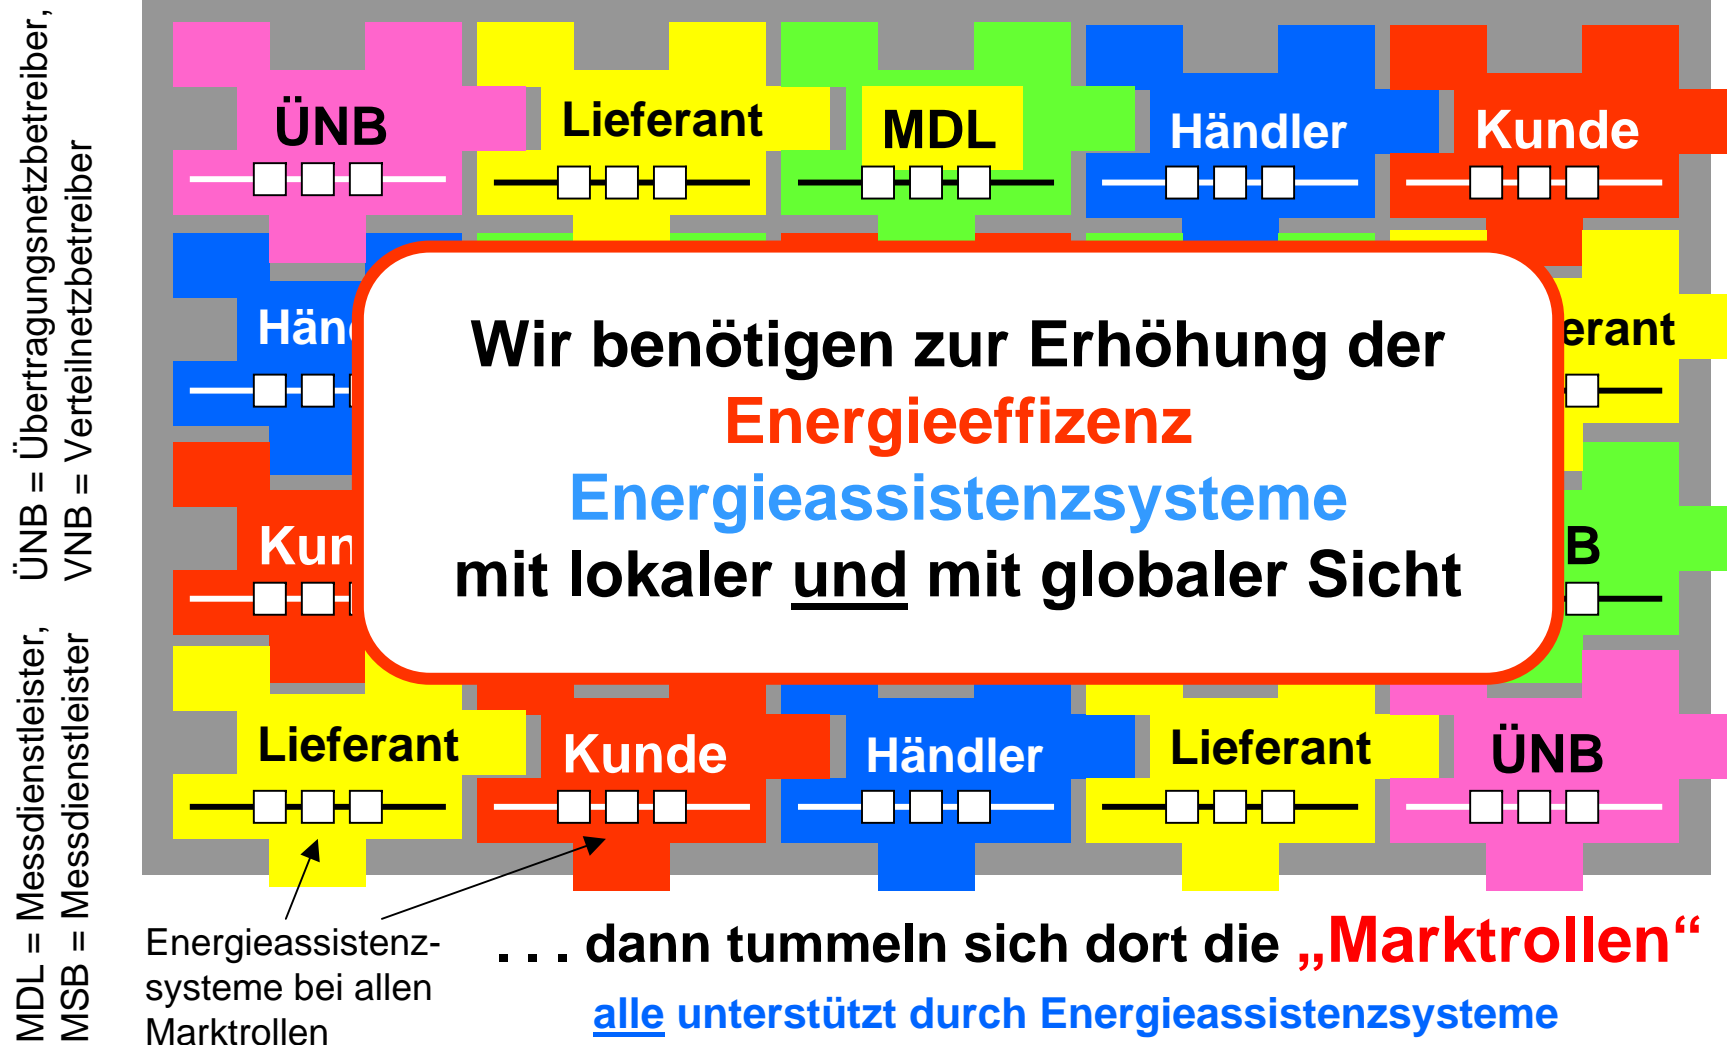 ÜNB = Übertragungsnetzbetreiber,
VNB = Verteilnetzbetreiber
MDL = Messdienstleister,
MSB = Messdienstleister
ÜNB
Lieferant
MDL
Händler
Kunde
Hän
erant
Kun
B
Wir benötigen zur Erhöhung der
Energieeffizenz
Energieassistenzsysteme
mit lokaler und mit globaler Sicht
Lieferant
Kunde
Händler
Lieferant
ÜNB
Energieassistenz-
systeme bei allen
Marktrollen
. . . dann tummeln sich dort die „Marktrollen“
alle unterstützt durch Energieassistenzsysteme